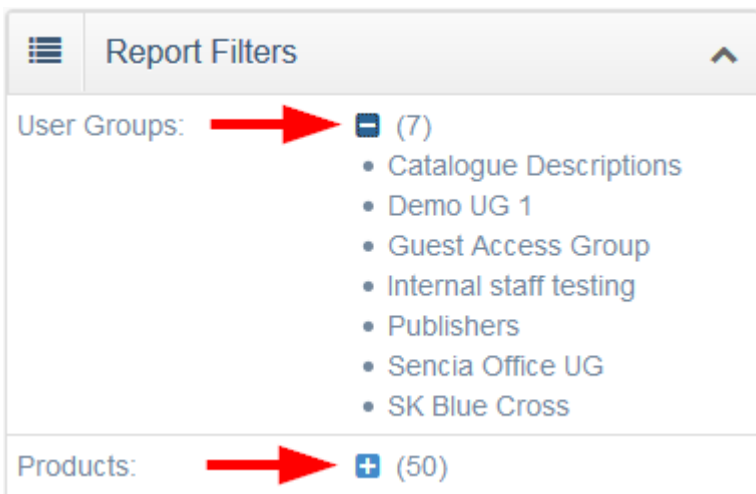 Report Filters
User Groups: (7)
Catalogue Descriptions
Demo UG 1
Guest Access Group
Internal staff testing
Publishers
Sencia Office UG
SK Blue Cross
Products: (50)